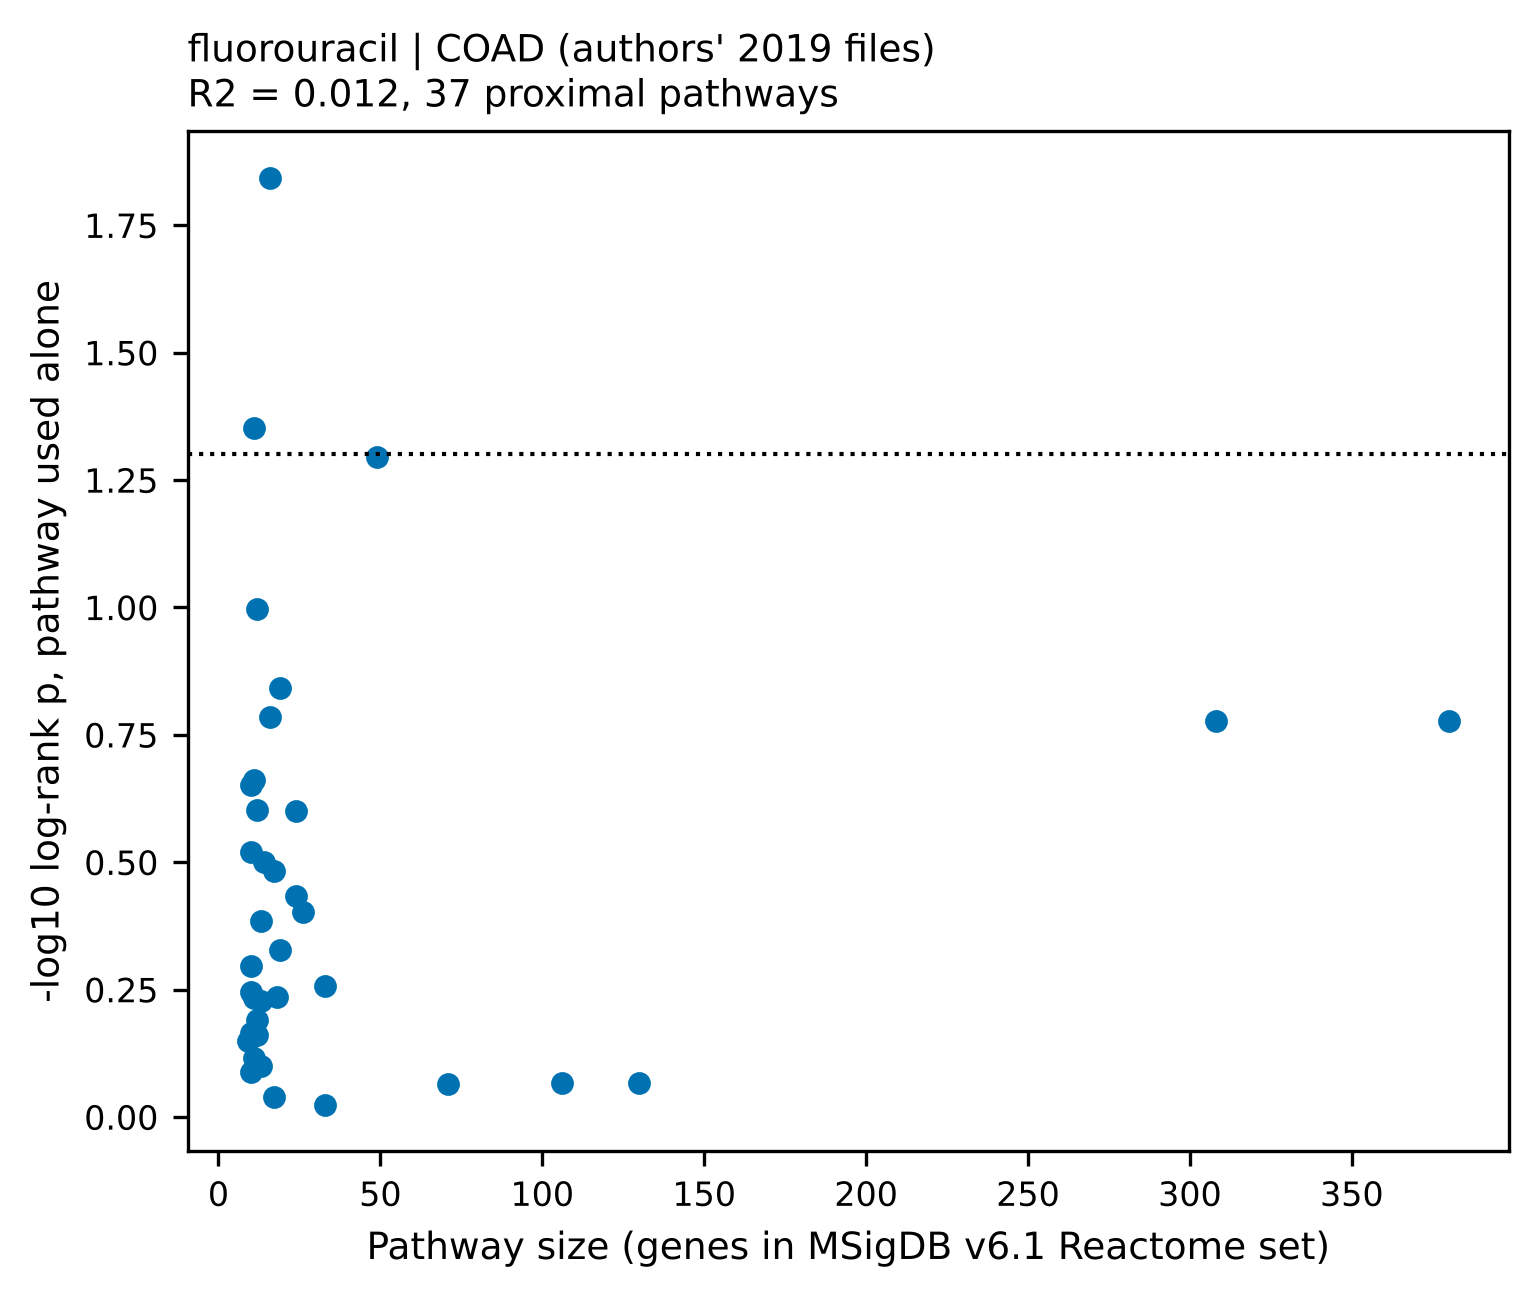 fluorouracil | COAD (authors' 2019 files)
R2 = 0.012, 37 proximal pathways
-log10 log-rank p, pathway used alone
1.75
1.50
1.25
1.00
0.75
0.50
0.25
0.00
0 50 100 150 200 250 300 350
Pathway size (genes in MSigDB v6.1 Reactome set)